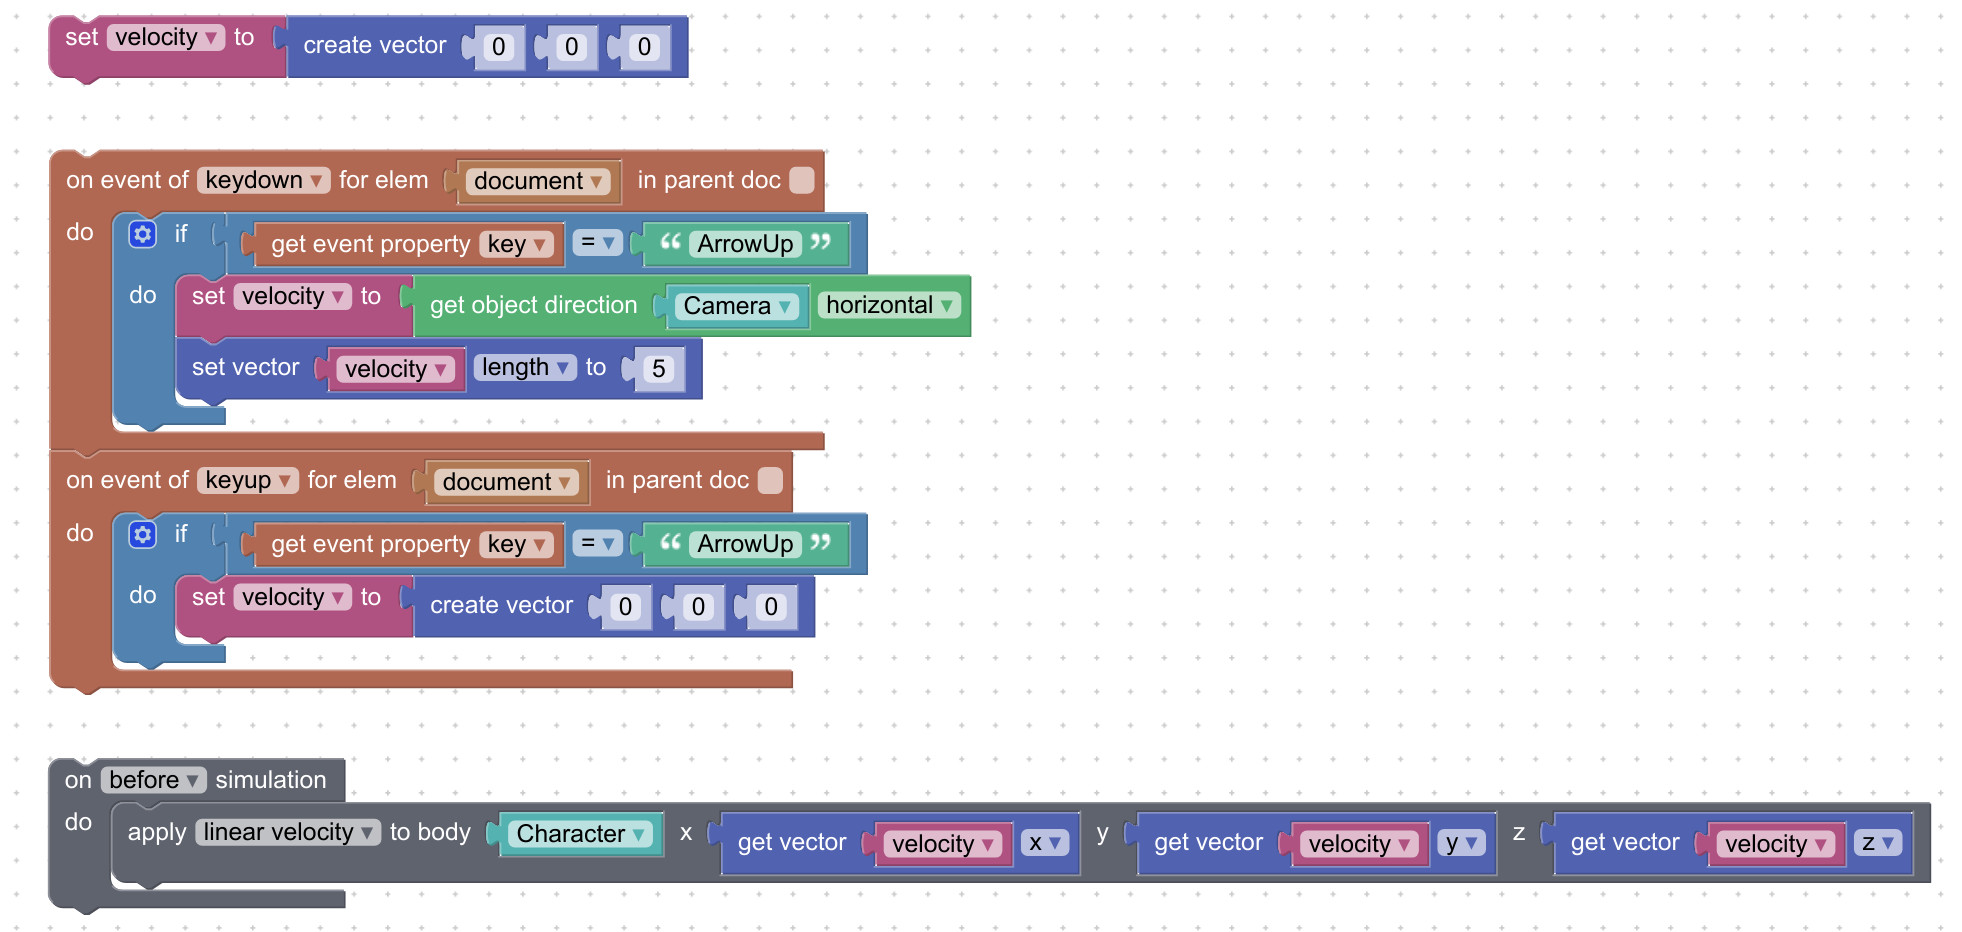 set velocity ▾ to create vector 0 0 0
on event of keydown ▾ for elem document ▾ in parent doc
do if get event property key ▾ = ▾ “ ArrowUp ”
do set velocity ▾ to get object direction Camera ▾ horizontal ▾
set vector velocity ▾ length ▾ to 5
on event of keyup ▾ for elem document ▾ in parent doc
do if get event property key ▾ = ▾ “ ArrowUp ”
do set velocity ▾ to create vector 0 0 0
on before ▾ simulation
do apply linear velocity ▾ to body Character ▾ x get vector velocity ▾ x ▾ y get vector velocity ▾ y ▾ z get vector velocity ▾ z ▾